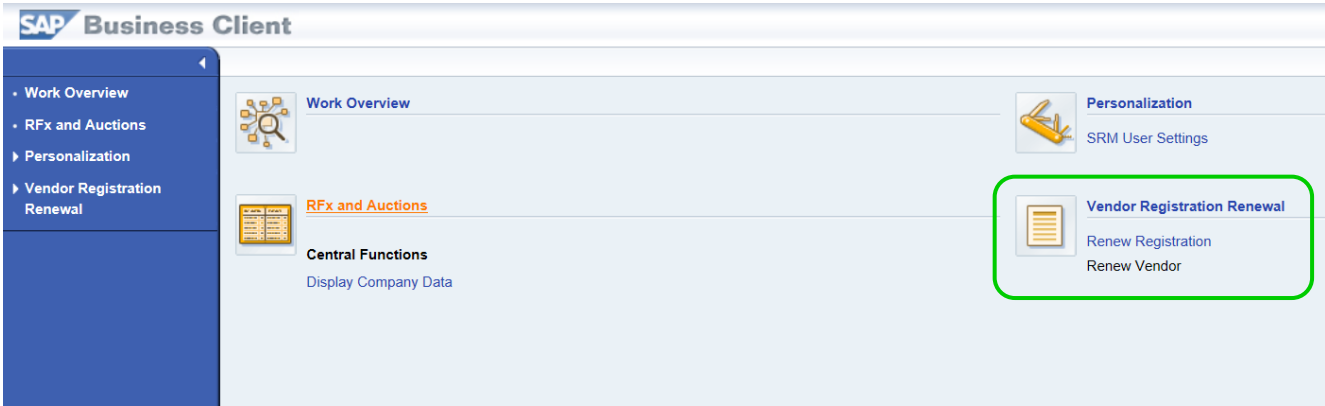 SAP Business Client
Work Overview
RFx and Auctions
Personalization
Vendor Registration
Renewal
Work Overview
Personalization
SRM User Settings
RFx and Auctions
Central Functions
Display Company Data
Vendor Registration Renewal
Renew Registration
Renew Vendor